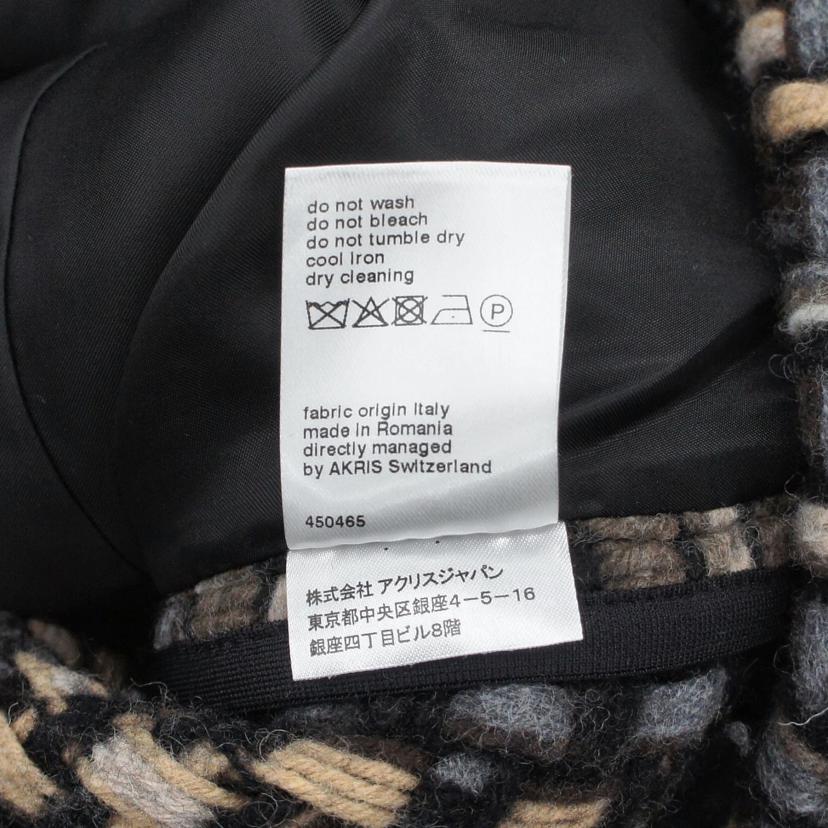 do not wash
do not bleach
do not tumble dry
cool iron
dry cleaning
P
fabric origin Italy
made in Romania
directly managed
by AKRIS Switzerland
450465
株式会社 アクリスジャパン
東京都中央区銀座4-5-16
銀座四丁目ビル8階